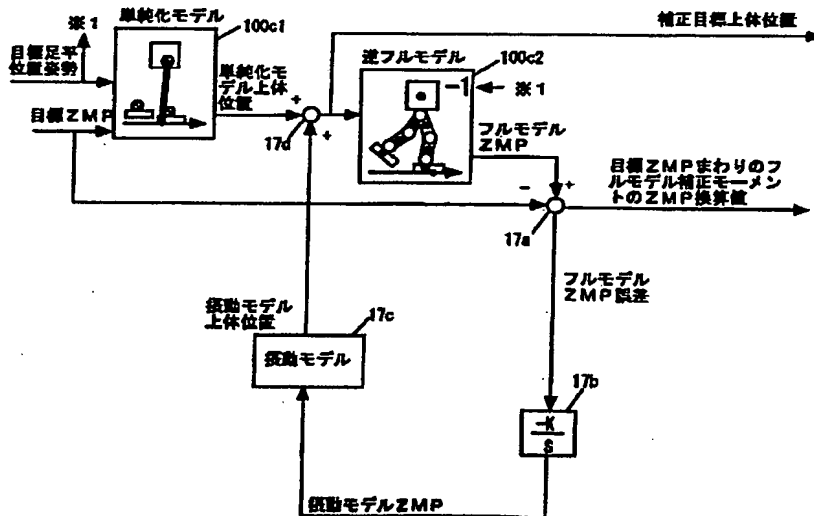 単純化モデル
100c1
※1
目標足平
位置姿勢
目標ZMP
単純化モ
デル上体
位置
+
+
17d
補正目標上体位置
逆フルモデル
100c2
-1
※1
フルモデル
ZMP
-
+
17a
目標ZMPまわりのフ
ルモデル補正モーメン
トのZMP換算値
フルモデル
ZMP誤差
摂動モデル
上体位置
17c
摂動モデル
17b
-K
S
摂動モデルZMP